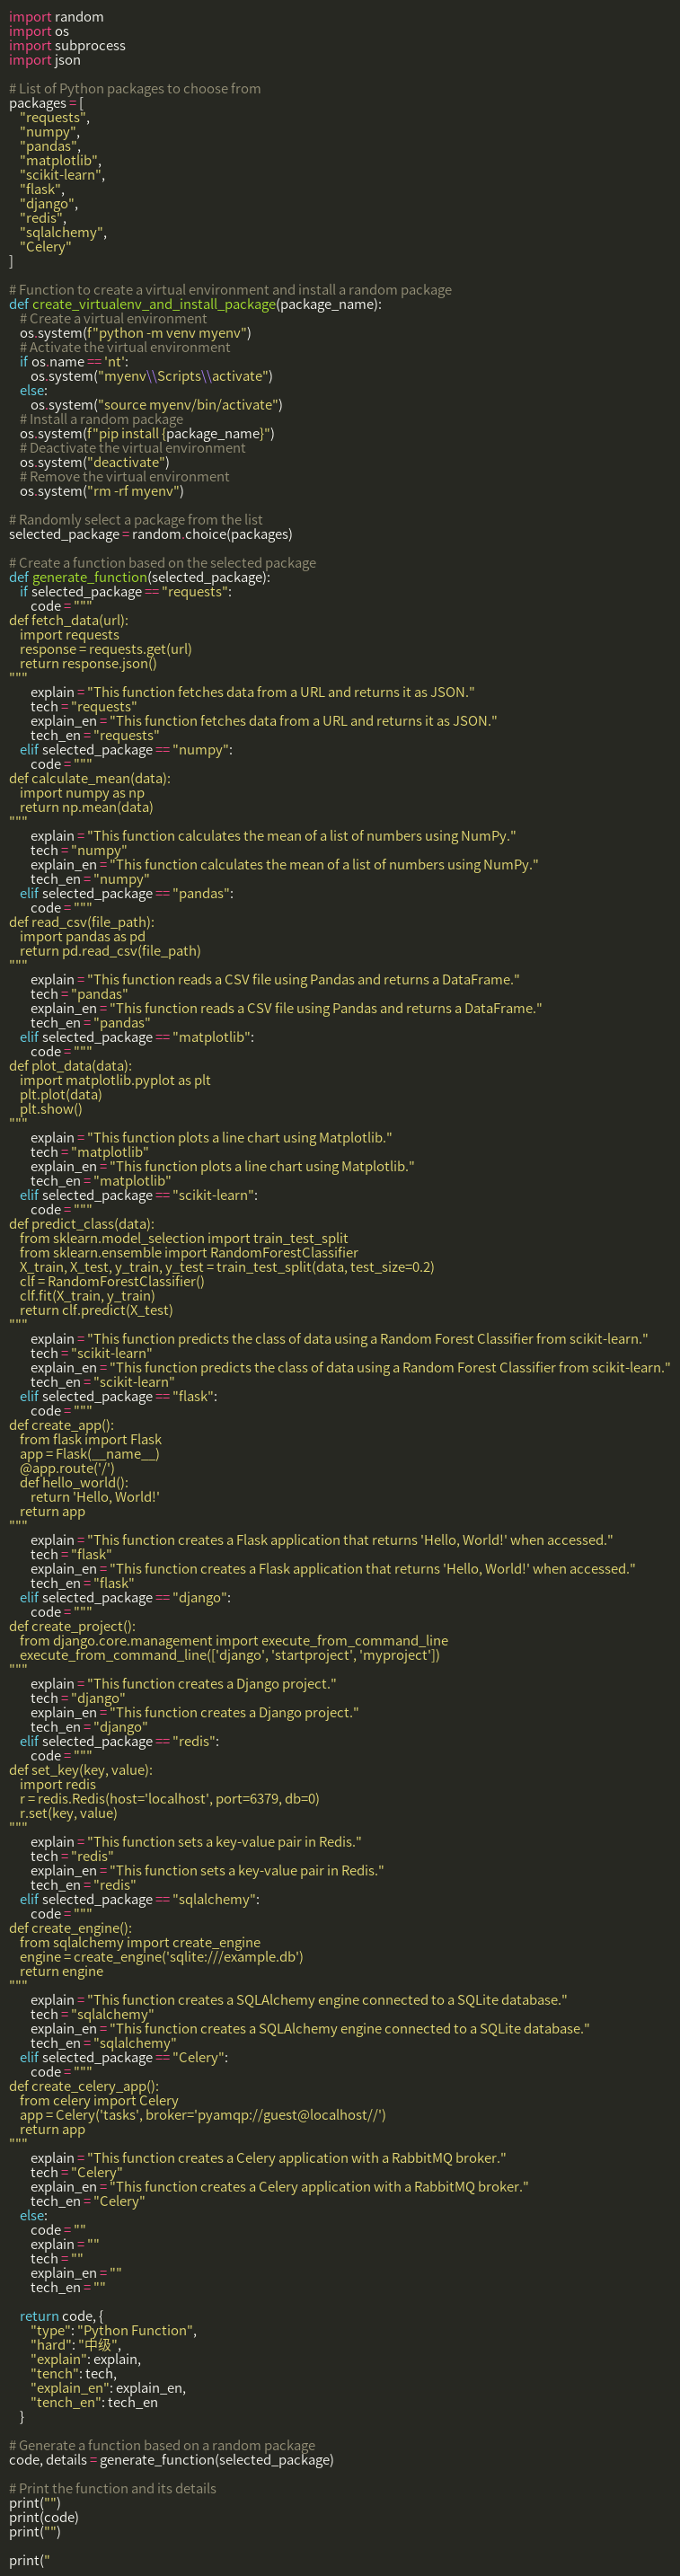 import random
import os
import subprocess
import json

# List of Python packages to choose from
packages = [
    "requests",
    "numpy",
    "pandas",
    "matplotlib",
    "scikit-learn",
    "flask",
    "django",
    "redis",
    "sqlalchemy",
    "Celery"
]

# Function to create a virtual environment and install a random package
def create_virtualenv_and_install_package(package_name):
    # Create a virtual environment
    os.system(f"python -m venv myenv")
    # Activate the virtual environment
    if os.name == 'nt':
        os.system("myenv\\Scripts\\activate")
    else:
        os.system("source myenv/bin/activate")
    # Install a random package
    os.system(f"pip install {package_name}")
    # Deactivate the virtual environment
    os.system("deactivate")
    # Remove the virtual environment
    os.system("rm -rf myenv")

# Randomly select a package from the list
selected_package = random.choice(packages)

# Create a function based on the selected package
def generate_function(selected_package):
    if selected_package == "requests":
        code = """
def fetch_data(url):
    import requests
    response = requests.get(url)
    return response.json()
"""
        explain = "This function fetches data from a URL and returns it as JSON."
        tech = "requests"
        explain_en = "This function fetches data from a URL and returns it as JSON."
        tech_en = "requests"
    elif selected_package == "numpy":
        code = """
def calculate_mean(data):
    import numpy as np
    return np.mean(data)
"""
        explain = "This function calculates the mean of a list of numbers using NumPy."
        tech = "numpy"
        explain_en = "This function calculates the mean of a list of numbers using NumPy."
        tech_en = "numpy"
    elif selected_package == "pandas":
        code = """
def read_csv(file_path):
    import pandas as pd
    return pd.read_csv(file_path)
"""
        explain = "This function reads a CSV file using Pandas and returns a DataFrame."
        tech = "pandas"
        explain_en = "This function reads a CSV file using Pandas and returns a DataFrame."
        tech_en = "pandas"
    elif selected_package == "matplotlib":
        code = """
def plot_data(data):
    import matplotlib.pyplot as plt
    plt.plot(data)
    plt.show()
"""
        explain = "This function plots a line chart using Matplotlib."
        tech = "matplotlib"
        explain_en = "This function plots a line chart using Matplotlib."
        tech_en = "matplotlib"
    elif selected_package == "scikit-learn":
        code = """
def predict_class(data):
    from sklearn.model_selection import train_test_split
    from sklearn.ensemble import RandomForestClassifier
    X_train, X_test, y_train, y_test = train_test_split(data, test_size=0.2)
    clf = RandomForestClassifier()
    clf.fit(X_train, y_train)
    return clf.predict(X_test)
"""
        explain = "This function predicts the class of data using a Random Forest Classifier from scikit-learn."
        tech = "scikit-learn"
        explain_en = "This function predicts the class of data using a Random Forest Classifier from scikit-learn."
        tech_en = "scikit-learn"
    elif selected_package == "flask":
        code = """
def create_app():
    from flask import Flask
    app = Flask(__name__)
    @app.route('/')
    def hello_world():
        return 'Hello, World!'
    return app
"""
        explain = "This function creates a Flask application that returns 'Hello, World!' when accessed."
        tech = "flask"
        explain_en = "This function creates a Flask application that returns 'Hello, World!' when accessed."
        tech_en = "flask"
    elif selected_package == "django":
        code = """
def create_project():
    from django.core.management import execute_from_command_line
    execute_from_command_line(['django', 'startproject', 'myproject'])
"""
        explain = "This function creates a Django project."
        tech = "django"
        explain_en = "This function creates a Django project."
        tech_en = "django"
    elif selected_package == "redis":
        code = """
def set_key(key, value):
    import redis
    r = redis.Redis(host='localhost', port=6379, db=0)
    r.set(key, value)
"""
        explain = "This function sets a key-value pair in Redis."
        tech = "redis"
        explain_en = "This function sets a key-value pair in Redis."
        tech_en = "redis"
    elif selected_package == "sqlalchemy":
        code = """
def create_engine():
    from sqlalchemy import create_engine
    engine = create_engine('sqlite:///example.db')
    return engine
"""
        explain = "This function creates a SQLAlchemy engine connected to a SQLite database."
        tech = "sqlalchemy"
        explain_en = "This function creates a SQLAlchemy engine connected to a SQLite database."
        tech_en = "sqlalchemy"
    elif selected_package == "Celery":
        code = """
def create_celery_app():
    from celery import Celery
    app = Celery('tasks', broker='pyamqp://guest@localhost//')
    return app
"""
        explain = "This function creates a Celery application with a RabbitMQ broker."
        tech = "Celery"
        explain_en = "This function creates a Celery application with a RabbitMQ broker."
        tech_en = "Celery"
    else:
        code = ""
        explain = ""
        tech = ""
        explain_en = ""
        tech_en = ""

    return code, {
        "type": "Python Function",
        "hard": "中级",
        "explain": explain,
        "tench": tech,
        "explain_en": explain_en,
        "tench_en": tech_en
    }

# Generate a function based on a random package
code, details = generate_function(selected_package)

# Print the function and its details
print("")
print(code)
print("")

print("